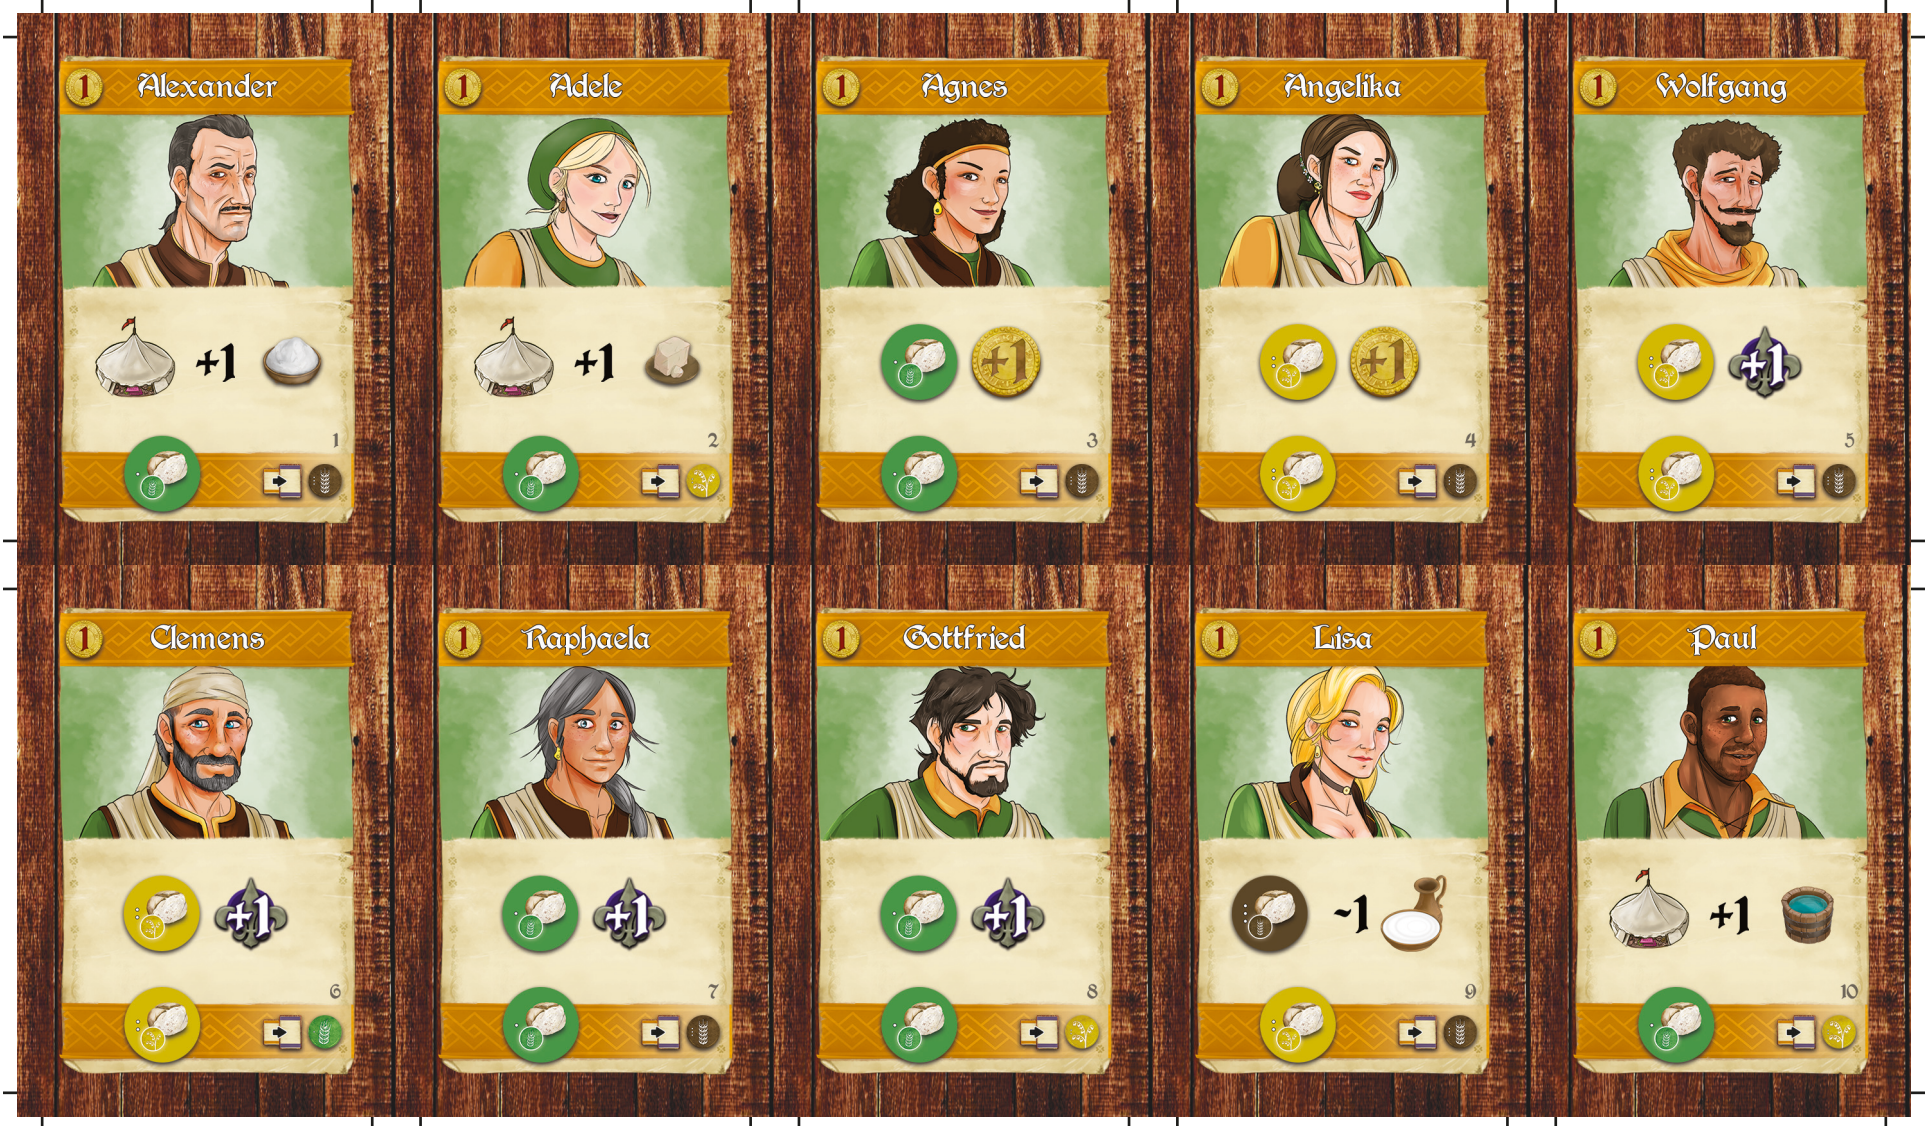 1 Alexander
+1
1
1 Adele
+1
2
1 Agnes
+1
3
1 Angelika
+1
4
1 Wolfgang
+1
5
1 Clemens
+1
6
1 Raphaela
+1
7
1 Gottfried
+1
8
1 Lisa
-1
9
1 Paul
+1
10